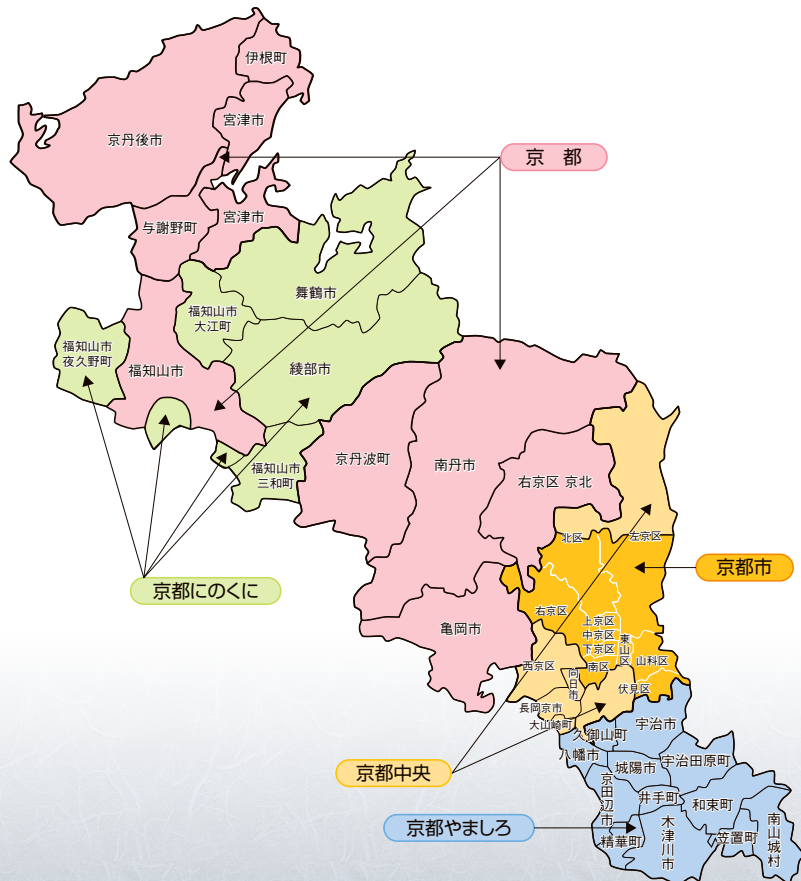 伊根町
京丹後市
宮津市
京 都
与謝野町
宮津市
舞鶴市
福知山市
大江町
福知山市
夜久野町
福知山市
綾部市
京丹波町
南丹市
福知山市
三和町
右京区 京北
北区
左京区
京都市
京都にのくに
右京区
上京区
中京区
下京区
東山区
山科区
亀岡市
西京区
向日市
南区
伏見区
長岡京市
大山崎町
久御山町
宇治市
八幡市
城陽市
宇治田原町
京都中央
京田辺市
井手町
和束町
京都やましろ
精華町
木津川市
笠置町
南山城村